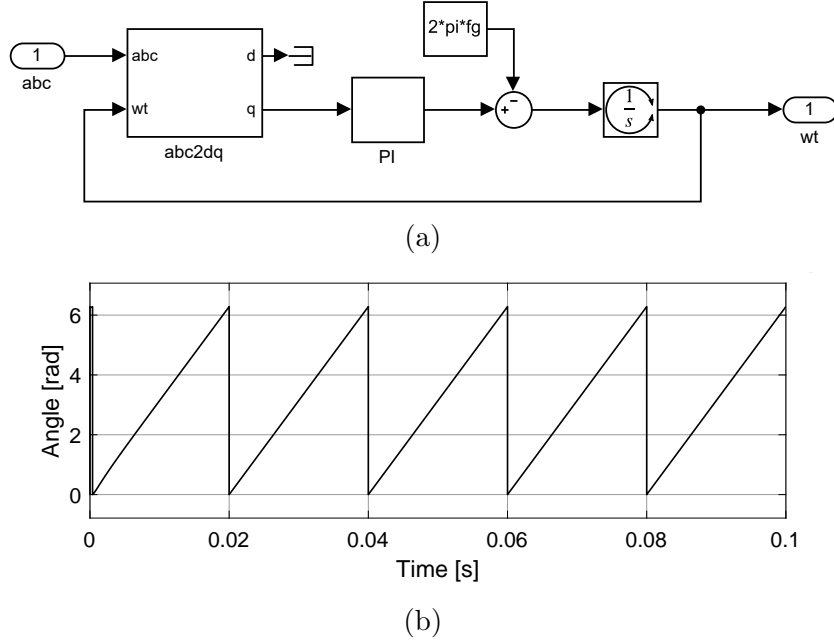 2*pi*fg
1
abc
abc
wt
d
q
abc2dq
PI
−
+
1
s
1
wt
(a)
Angle [rad]
6
4
2
0
0
0.02
0.04
0.06
0.08
0.1
Time [s]
(b)